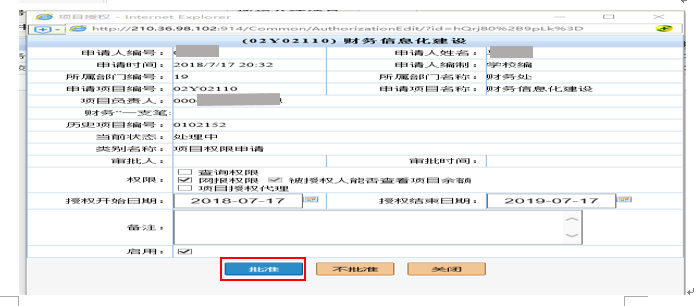 项目授权 - Internet Explorer
http://210.36.98.102:914/Common/AuthorizationEdit/?id=hQrj80%2B9pLk%3D
(02Y02110) 财务信息化建设
申请人编号： 申请人姓名：
申请时间： 2018/7/17 20:32 申请人编制： 学校编
所属部门编号： 19 所属部门名称： 财务处
申请项目编号： 02Y02110 申请项目名称： 财务信息化建设
项目负责人： 000
财务"一支笔：
历史项目编号： 0102152
当前状态： 处理中
类别名称： 项目权限申请
审批人： 审批时间：
查询权限
权限： 网报权限 被授权人能否查看项目余额
项目授权代理
授权开始日期： 2018-07-17 授权结束日期： 2019-07-17
备注：
启用：
批准 不批准 关闭